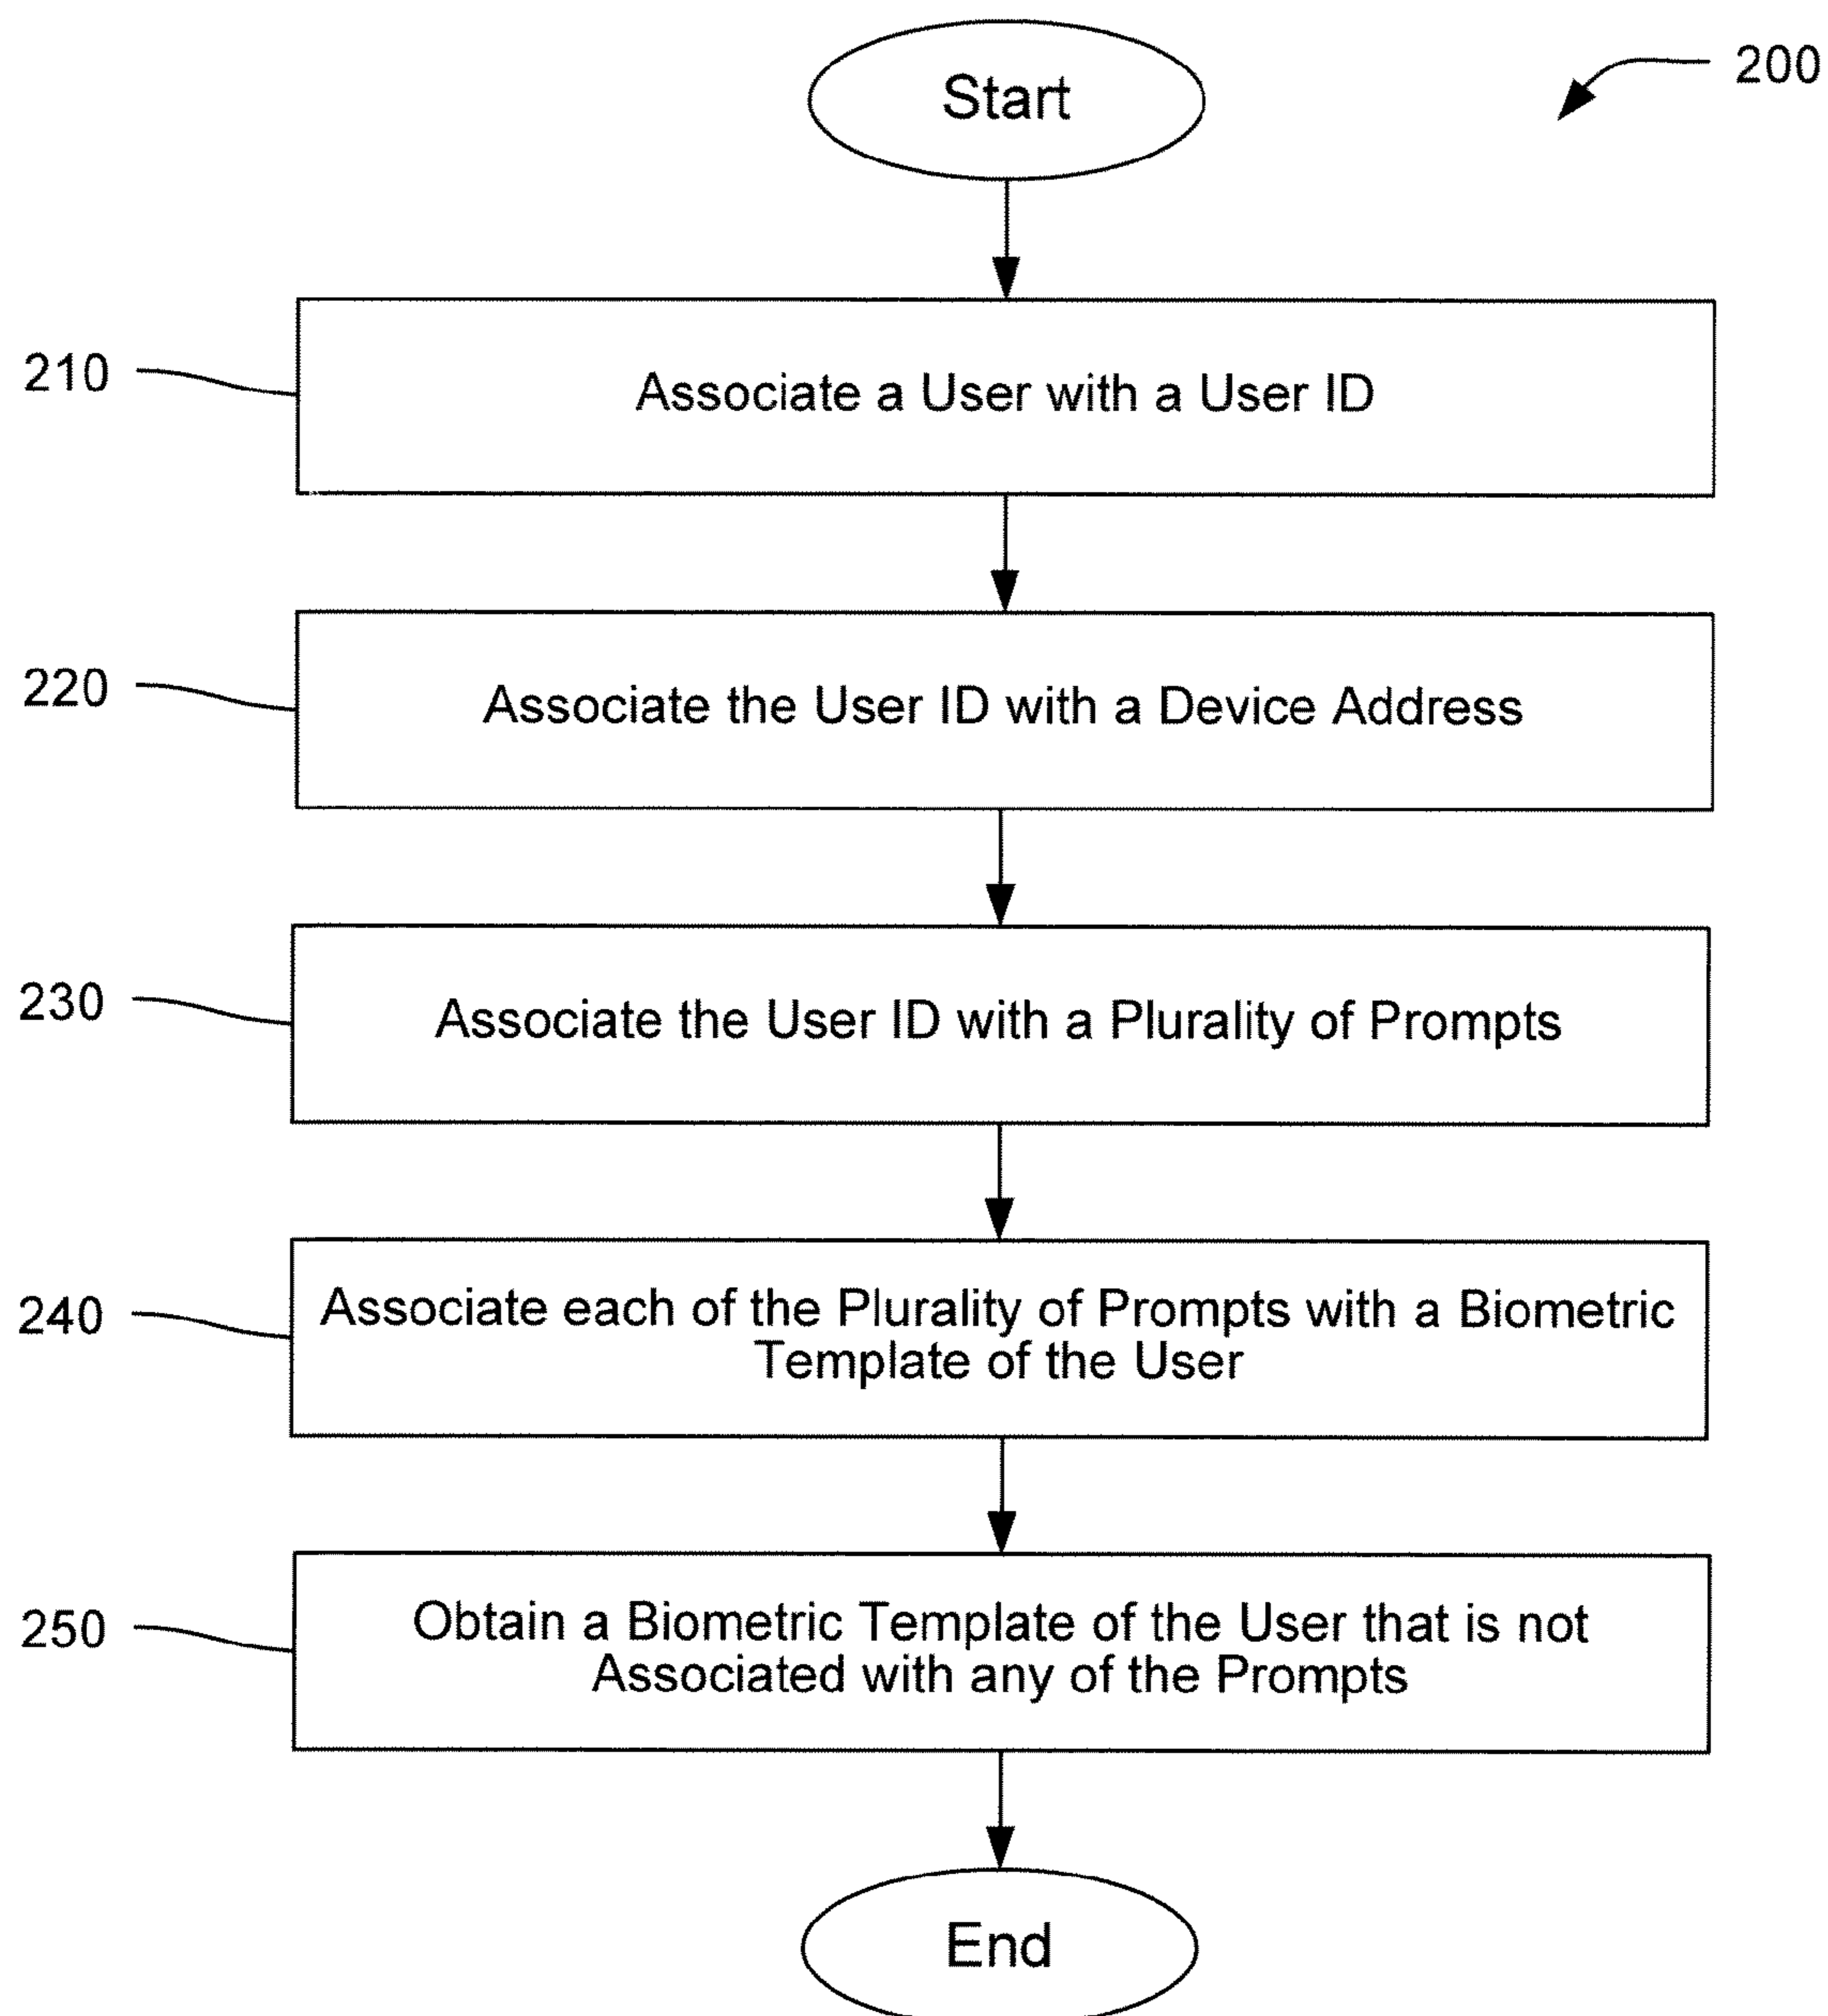 Start
200
210
Associate a User with a User ID
220
Associate the User ID with a Device Address
230
Associate the User ID with a Plurality of Prompts
240
Associate each of the Plurality of Prompts with a Biometric
Template of the User
250
Obtain a Biometric Template of the User that is not
Associated with any of the Prompts
End